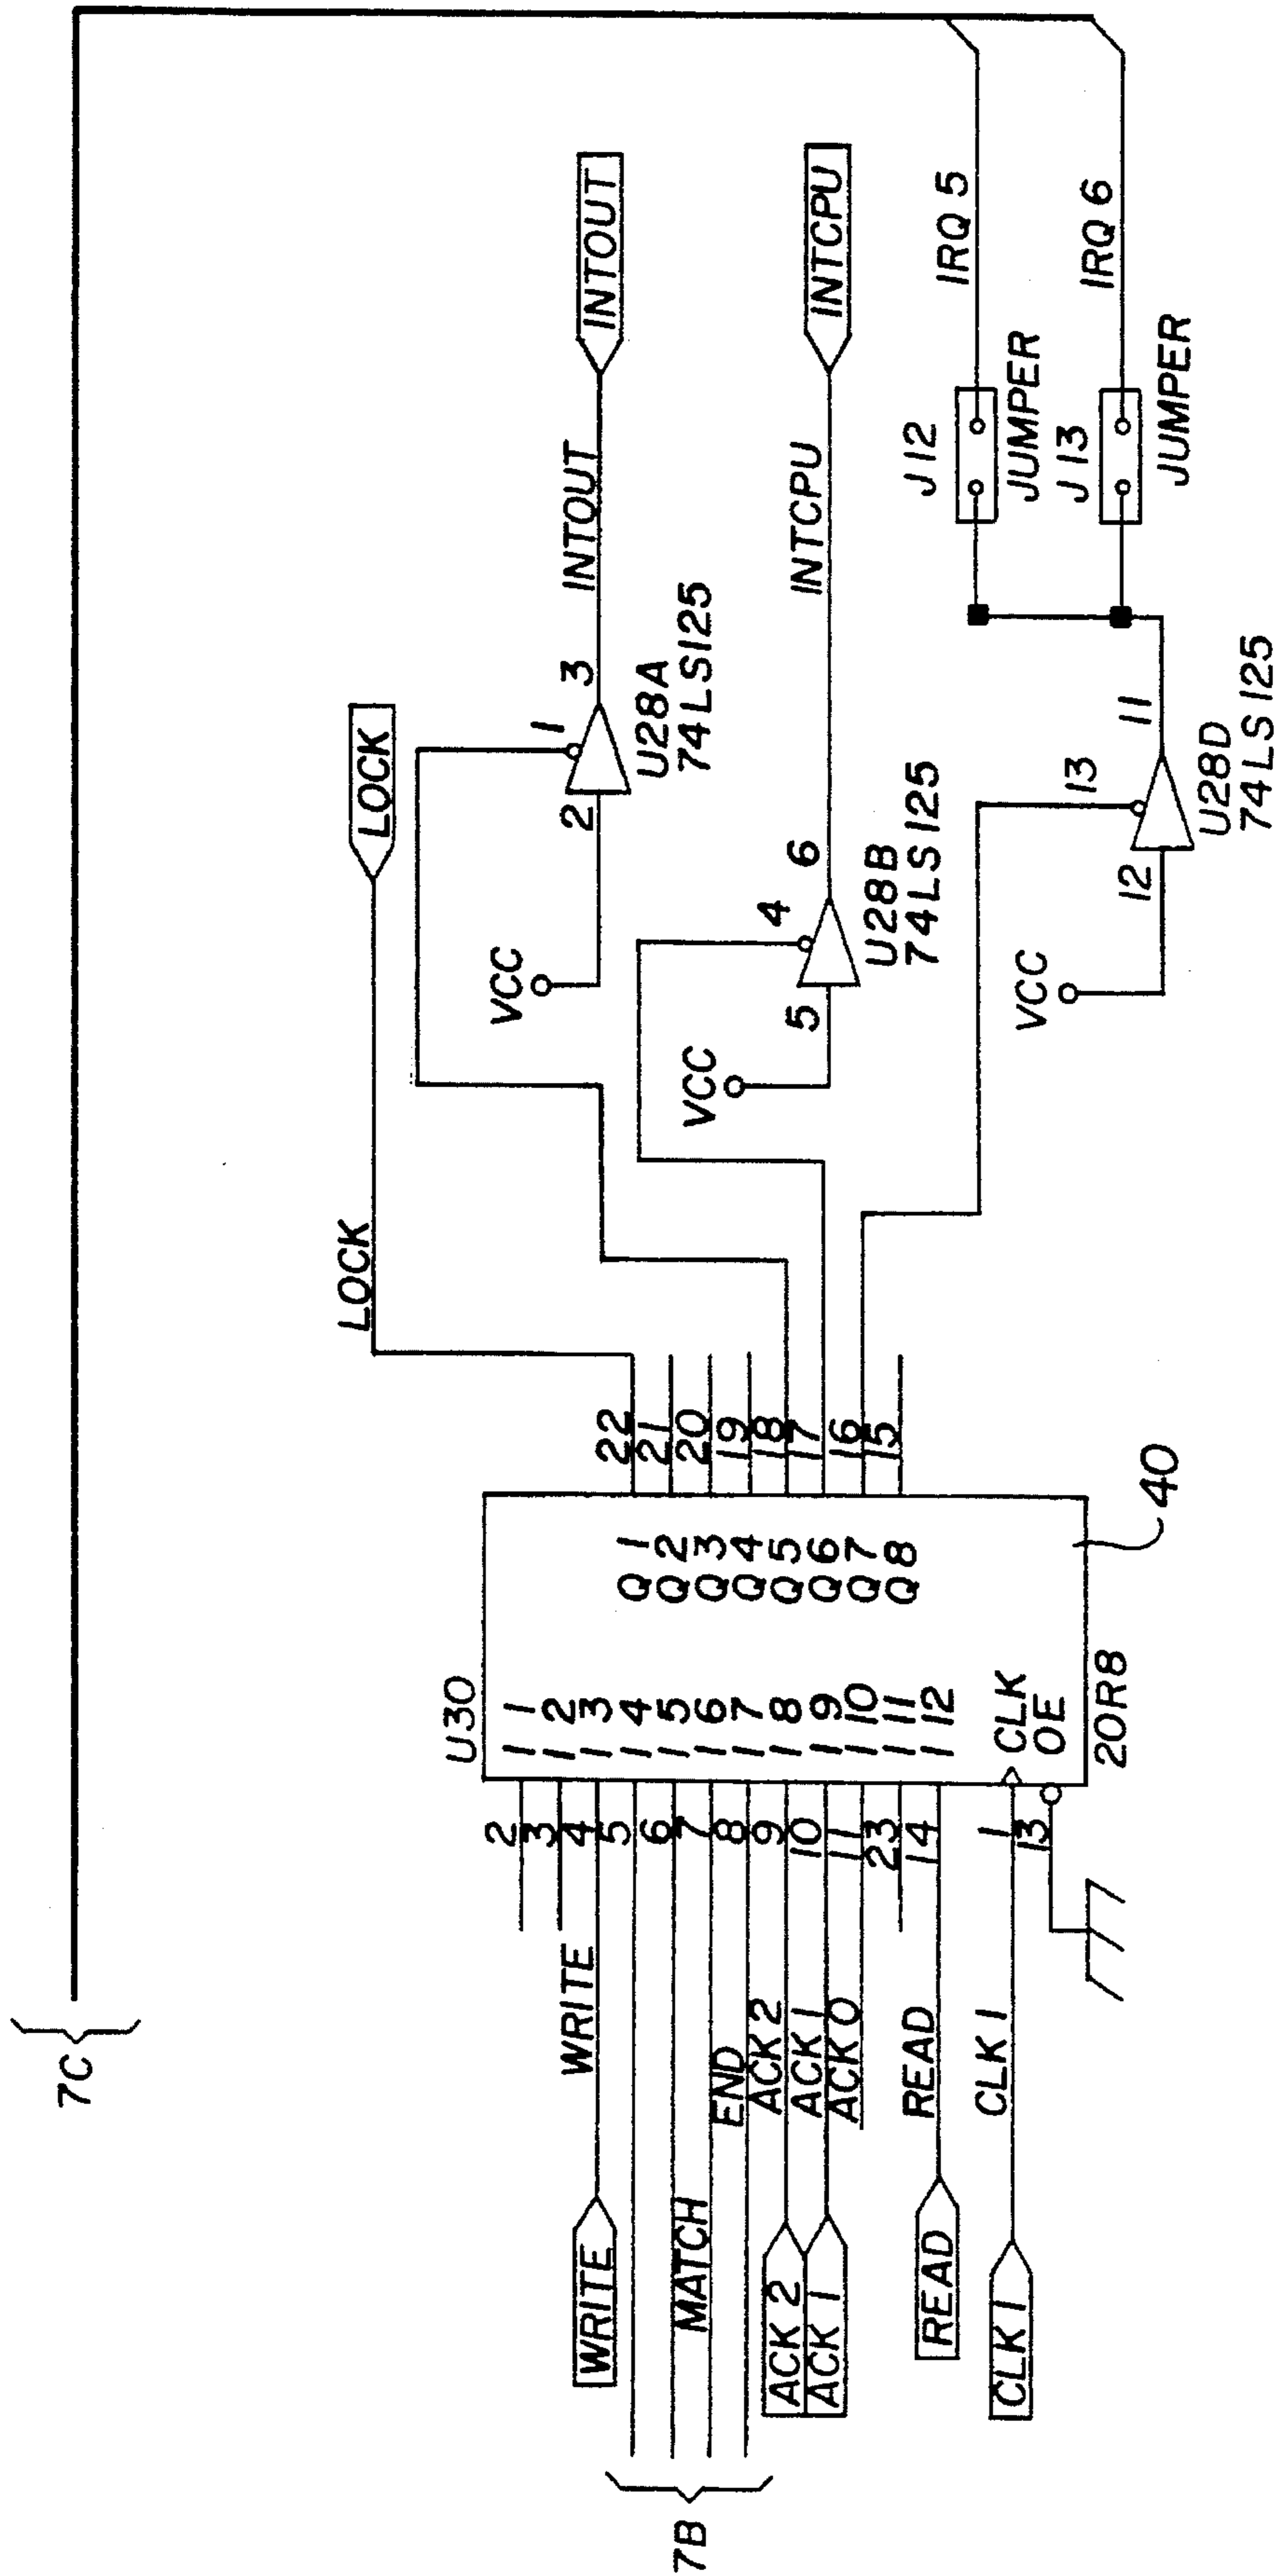 7C
LOCK
LOCK
VCC
2
1
3
INTOUT
INTOUT
U28A
74LS125
VCC
5
4
6
INTCPU
INTCPU
U28B
74LS125
VCC
12
13
11
U28D
74LS125
J12
JUMPER
IRQ 5
J13
JUMPER
IRQ 6
U30
2 I1
3 I2
WRITE WRITE 4 I3
5 I4 Q1 22
6 I5 Q2 21
MATCH 7 I6 Q3 20
END 8 I7 Q4 19
ACK 2 ACK 2 9 I8 Q5 18
ACK 1 ACK 1 10 I9 Q6 17
ACK 0 11 I10 Q7 16
23 I11 Q8 15
READ READ 14 I12
CLK 1 CLK 1 1 CLK
13 OE
20R8
40
7B